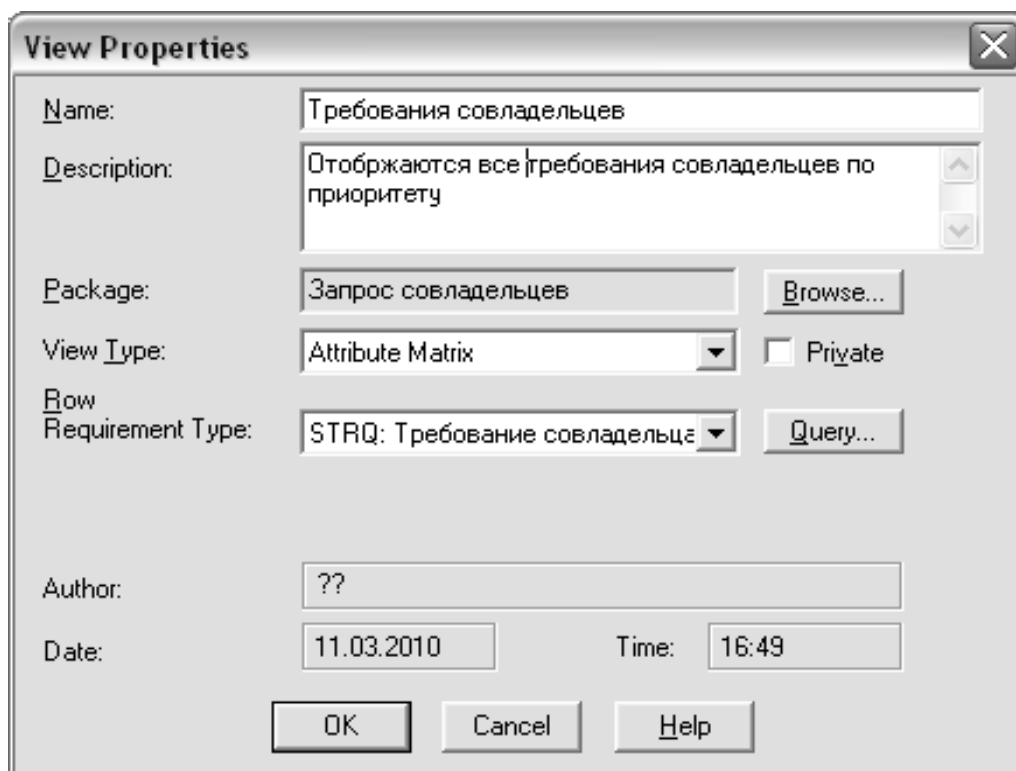 View Properties
Name: Требования совладельцев
Description: Отобржаются все требования совладельцев по
приоритету
Package: Запрос совладельцев Browse...
View Type: Attribute Matrix Private
Row
Requirement Type: STRQ: Требование совладельца Query...
Author: ??
Date: 11.03.2010 Time: 16:49
OK Cancel Help